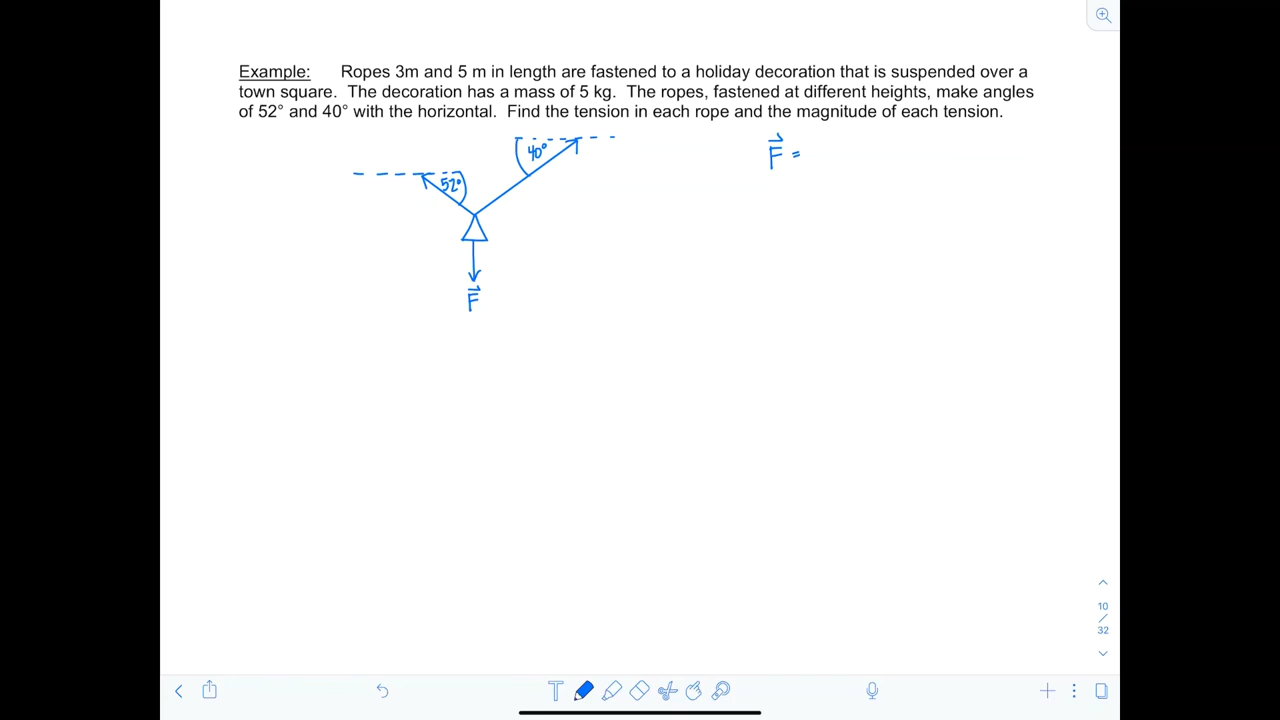 Example: Ropes 3m and 5 m in length are fastened to a holiday decoration that is suspended over a
town square. The decoration has a mass of 5 kg. The ropes, fastened at different heights, make angles
of 52° and 40° with the horizontal. Find the tension in each rope and the magnitude of each tension.
40°
F⃗ =
52°
F⃗
10
/
32
T